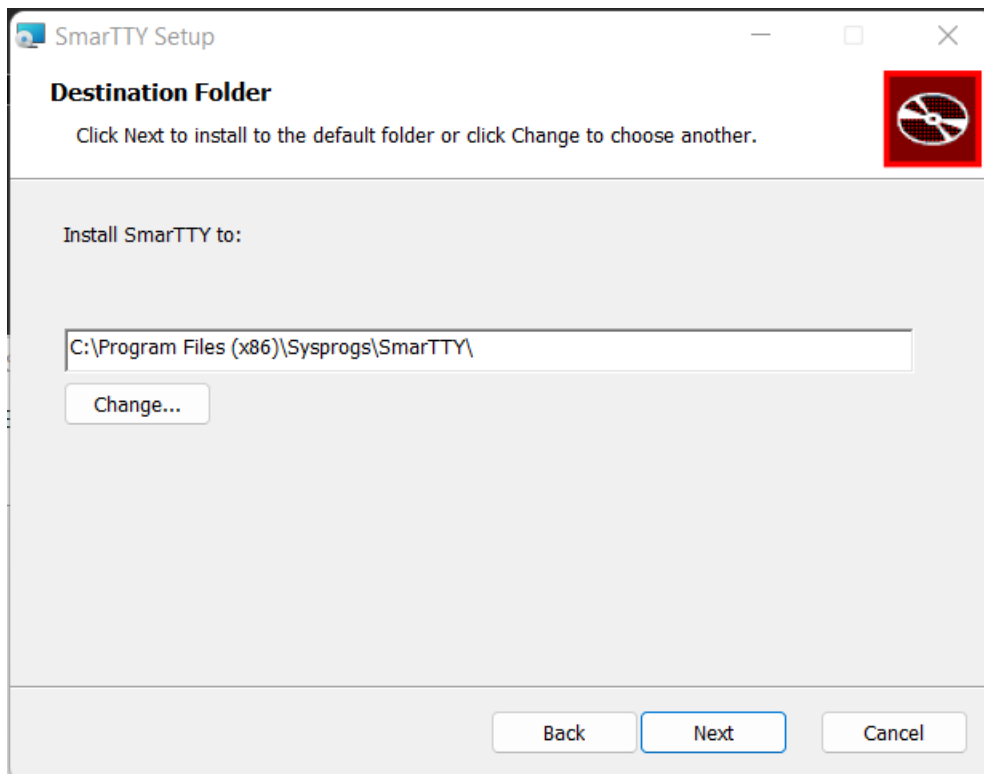 SmarTTY Setup
Destination Folder
Click Next to install to the default folder or click Change to choose another.
Install SmarTTY to:
C:\Program Files (x86)\Sysprogs\SmarTTY\
Change...
Back Next Cancel